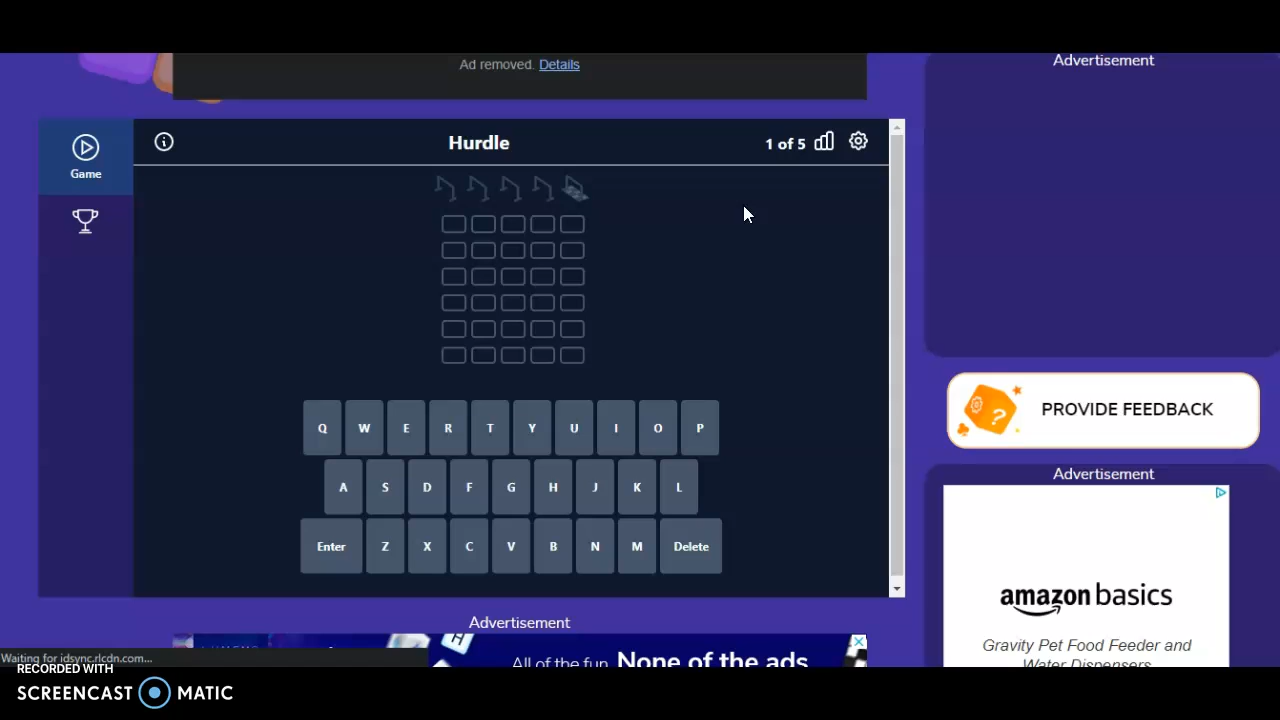 Ad removed. Details
Advertisement
Hurdle
1 of 5
Game
Q W E R T Y U I O P
A S D F G H J K L
Enter Z X C V B N M Delete
PROVIDE FEEDBACK
Advertisement
amazon basics
Gravity Pet Food Feeder and
Water Dispensers
Advertisement
All of the fun. None of the ads
Waiting for idsync.rlcdn.com...
RECORDED WITH
SCREENCAST MATIC